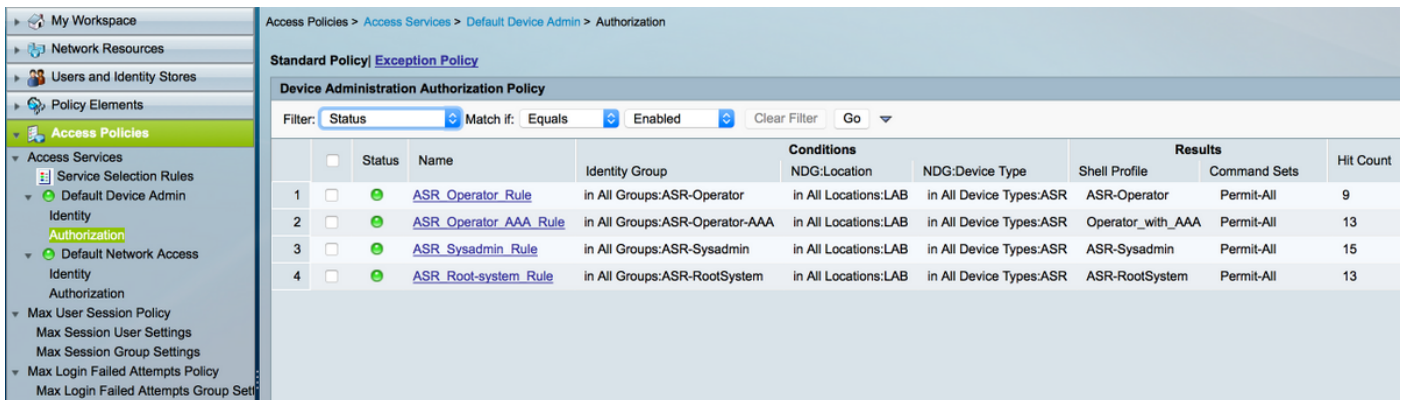 My Workspace
Network Resources
Users and Identity Stores
Policy Elements
Access Policies
Access Services
Service Selection Rules
Default Device Admin
Identity
Authorization
Default Network Access
Identity
Authorization
Max User Session Policy
Max Session User Settings
Max Session Group Settings
Max Login Failed Attempts Policy
Max Login Failed Attempts Group Sett
Access Policies > Access Services > Default Device Admin > Authorization
Standard Policy| Exception Policy
Device Administration Authorization Policy
Filter: Status Match if: Equals Enabled Clear Filter Go
Conditions Results
Status Name Identity Group NDG:Location NDG:Device Type Shell Profile Command Sets Hit Count
1 ASR_Operator_Rule in All Groups:ASR-Operator in All Locations:LAB in All Device Types:ASR ASR-Operator Permit-All 9
2 ASR_Operator_AAA_Rule in All Groups:ASR-Operator-AAA in All Locations:LAB in All Device Types:ASR Operator_with_AAA Permit-All 13
3 ASR_Sysadmin_Rule in All Groups:ASR-Sysadmin in All Locations:LAB in All Device Types:ASR ASR-Sysadmin Permit-All 15
4 ASR_Root-system_Rule in All Groups:ASR-RootSystem in All Locations:LAB in All Device Types:ASR ASR-RootSystem Permit-All 13